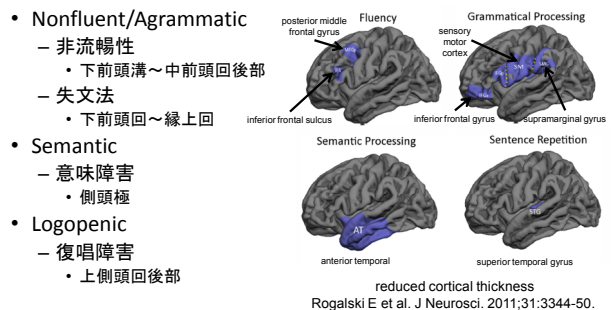 • Nonfluent/Agrammatic
– 非流暢性
• 下前頭溝～中前頭回後部
– 失文法
• 下前頭回～縁上回
• Semantic
– 意味障害
• 側頭極
• Logopenic
– 復唱障害
• 上側頭回後部
Fluency
posterior middle
frontal gyrus
inferior frontal sulcus
Grammatical Processing
sensory
motor
cortex
inferior frontal gyrus
supramarginal gyrus
Semantic Processing
AT
anterior temporal
Sentence Repetition
STG
superior temporal gyrus
reduced cortical thickness
Rogalski E et al. J Neurosci. 2011;31:3344-50.